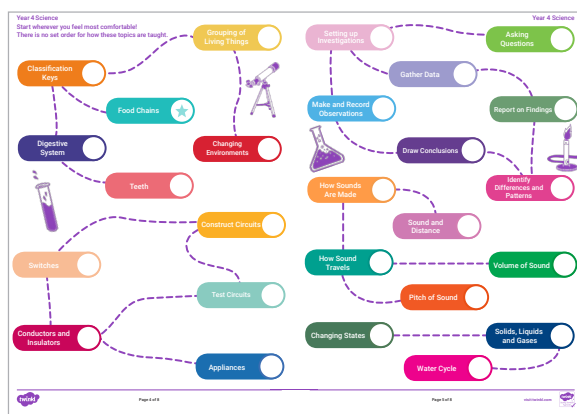 Year 4 Science
Start wherever you feel most comfortable!
There is no set order for how these topics are taught.
Grouping of
Living Things
Classification
Keys
Food Chains
Digestive
System
Changing
Environments
Teeth
Construct Circuits
Switches
Test Circuits
Conductors and
Insulators
Appliances
twinkl
Page 4 of 8
Year 4 Science
Setting up
Investigations
Asking
Questions
Gather Data
Make and Record
Observations
Report on Findings
Draw Conclusions
How Sounds
Are Made
Identify
Differences and
Patterns
Sound and
Distance
How Sound
Travels
Volume of Sound
Pitch of Sound
Changing States
Solids, Liquids
and Gases
Water Cycle
Page 5 of 8
visit twinkl.com